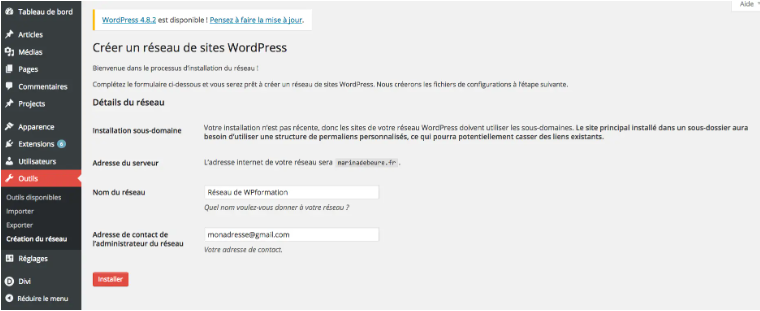 Tableau de bord
Articles
Médias
Pages
Commentaires
Projects
Apparence
Extensions 6
Utilisateurs
Outils
Outils disponibles
Importer
Exporter
Création du réseau
Réglages
Divi
Réduire le menu
Aide
WordPress 4.8.2 est disponible ! Pensez à faire la mise à jour.
Créer un réseau de sites WordPress
Bienvenue dans le processus d'installation du réseau !
Complétez le formulaire ci-dessous et vous serez prêt à créer un réseau de sites WordPress. Nous créerons les fichiers de configurations à l'étape suivante.
Détails du réseau
Installation sous-domaine
Votre installation n'est pas récente, donc les sites de votre réseau WordPress doivent utiliser les sous-domaines. Le site principal installé dans un sous-dossier aura
besoin d'utiliser une structure de permaliens personnalisés, ce qui pourra potentiellement casser des liens existants.
Adresse du serveur
L'adresse Internet de votre réseau sera marinadebeure.fr.
Nom du réseau
Réseau de WPformation
Quel nom voulez-vous donner à votre réseau ?
Adresse de contact de
l'administrateur du réseau
monadresse@gmail.com
Votre adresse de contact.
Installer